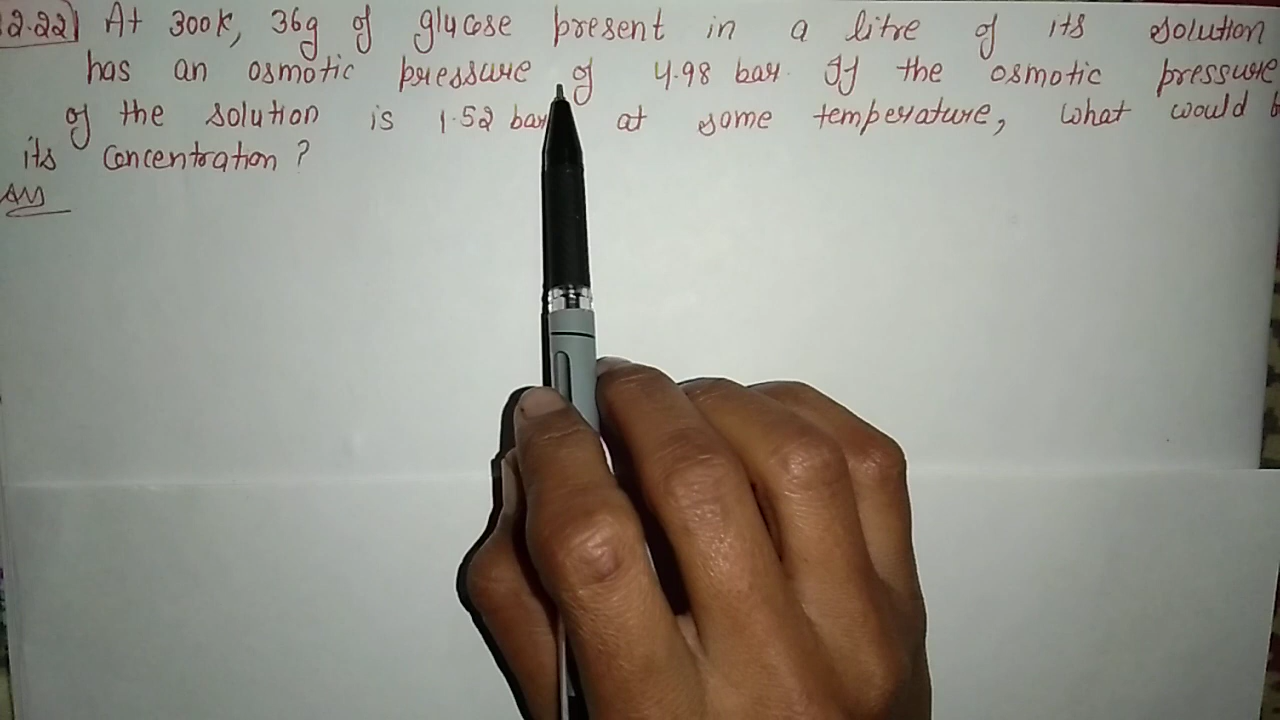 2.22) At 300K, 36g of glucose present in a litre of its solution
has an osmotic pressure of 4.98 bar. If the osmotic pressure
of the solution is 1.52 bar at same temperature, what would b
its concentration ?
Ans